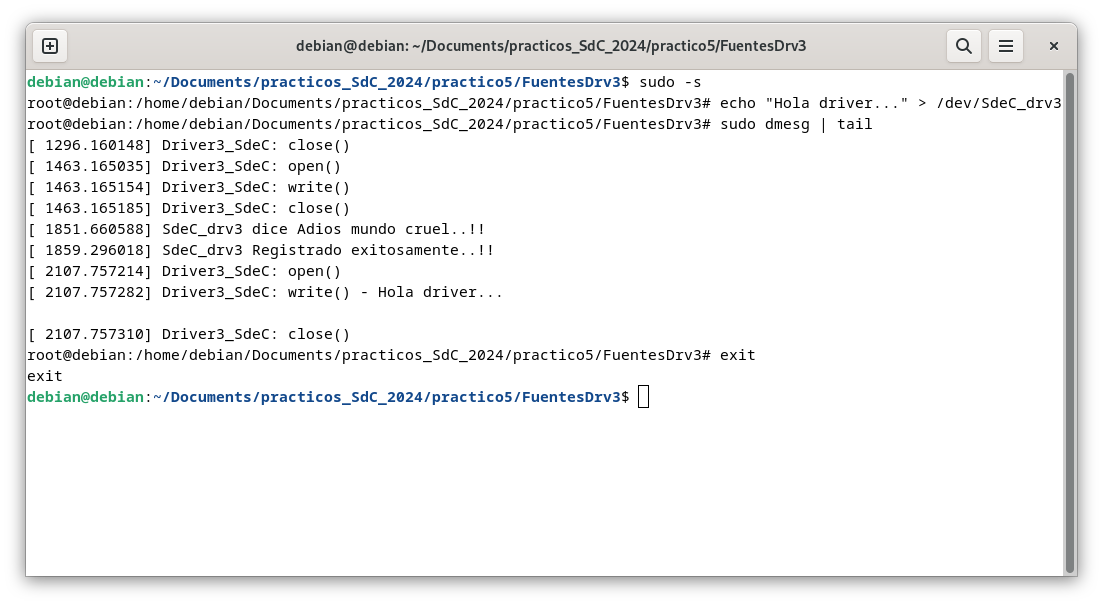 debian@debian: ~/Documents/practicos_SdC_2024/practico5/FuentesDrv3
debian@debian:~/Documents/practicos_SdC_2024/practico5/FuentesDrv3$ sudo -s
root@debian:/home/debian/Documents/practicos_SdC_2024/practico5/FuentesDrv3# echo "Hola driver..." > /dev/SdeC_drv3
root@debian:/home/debian/Documents/practicos_SdC_2024/practico5/FuentesDrv3# sudo dmesg | tail
[ 1296.160148] Driver3_SdeC: close()
[ 1463.165035] Driver3_SdeC: open()
[ 1463.165154] Driver3_SdeC: write()
[ 1463.165185] Driver3_SdeC: close()
[ 1851.660588] SdeC_drv3 dice Adios mundo cruel..!!
[ 1859.296018] SdeC_drv3 Registrado exitosamente..!!
[ 2107.757214] Driver3_SdeC: open()
[ 2107.757282] Driver3_SdeC: write() - Hola driver...
[ 2107.757310] Driver3_SdeC: close()
root@debian:/home/debian/Documents/practicos_SdC_2024/practico5/FuentesDrv3# exit
exit
debian@debian:~/Documents/practicos_SdC_2024/practico5/FuentesDrv3$